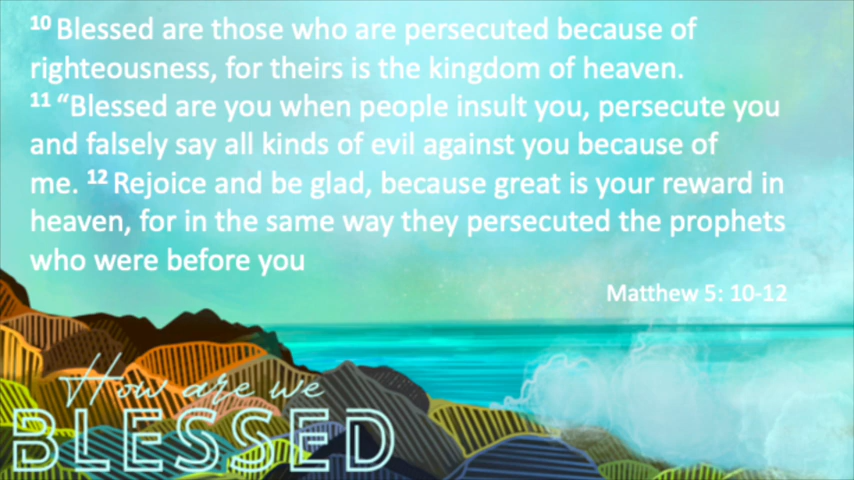 10 Blessed are those who are persecuted because of
righteousness, for theirs is the kingdom of heaven.
11 “Blessed are you when people insult you, persecute you
and falsely say all kinds of evil against you because of
me. 12 Rejoice and be glad, because great is your reward in
heaven, for in the same way they persecuted the prophets
who were before you
Matthew 5: 10-12
How are we
BLESSED